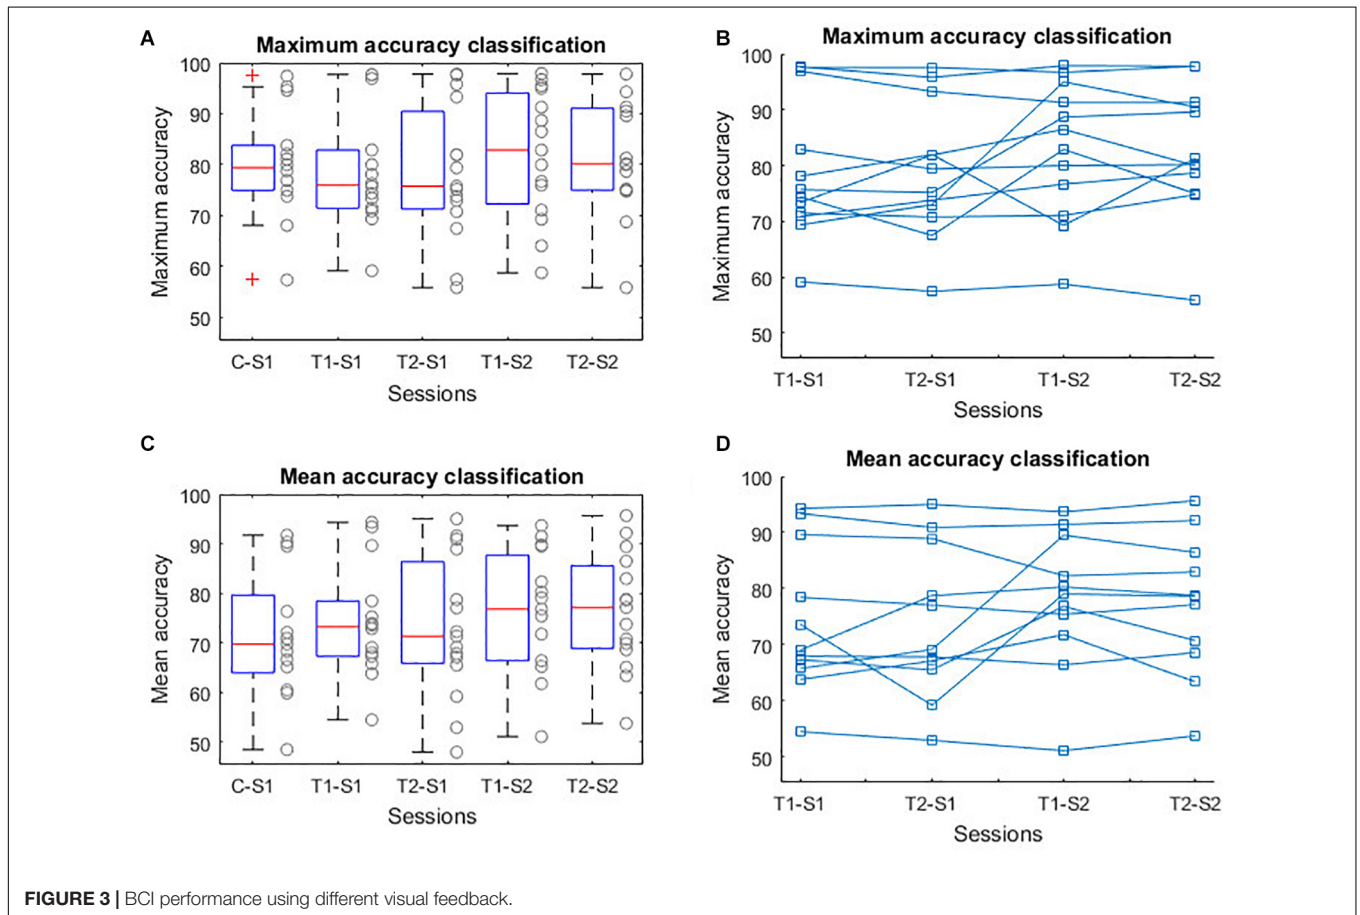 A
Maximum accuracy classification
100
90
80
70
60
50
Maximum accuracy
C-S1 T1-S1 T2-S1 T1-S2 T2-S2
Sessions
B
Maximum accuracy classification
100
90
80
70
60
50
Maximum accuracy
T1-S1 T2-S1 T1-S2 T2-S2
Sessions
C
Mean accuracy classification
100
90
80
70
60
50
Mean accuracy
C-S1 T1-S1 T2-S1 T1-S2 T2-S2
Sessions
D
Mean accuracy classification
100
90
80
70
60
50
Mean accuracy
T1-S1 T2-S1 T1-S2 T2-S2
Sessions
FIGURE 3 | BCI performance using different visual feedback.